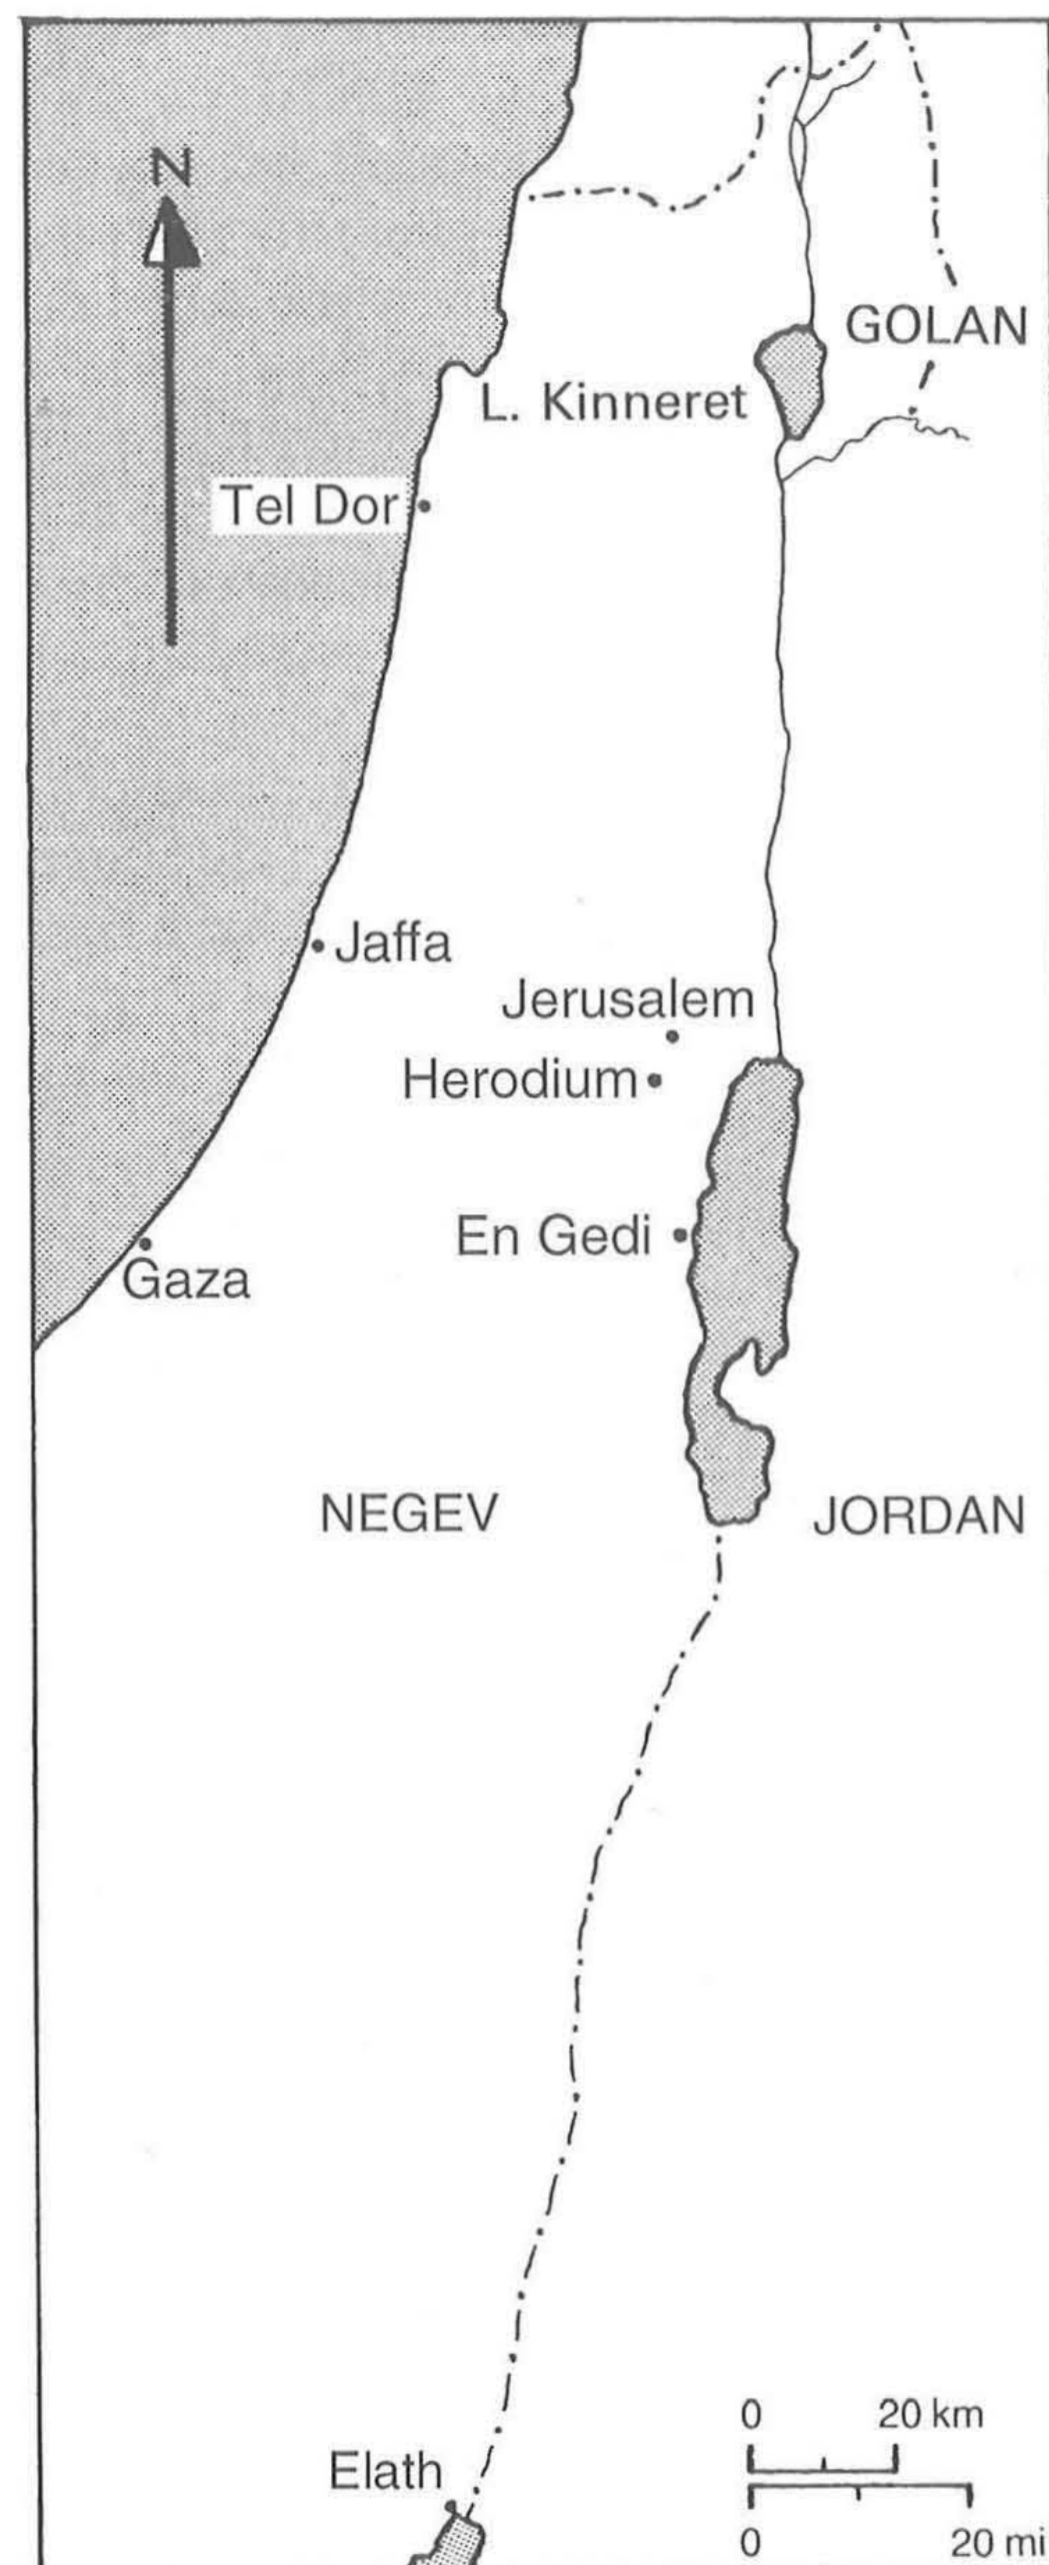 N
GOLAN
L. Kinneret
Tel Dor
Jaffa
Jerusalem
Herodium
En Gedi
Gaza
NEGEV
JORDAN
Elath
0 20 km
0 20 mi